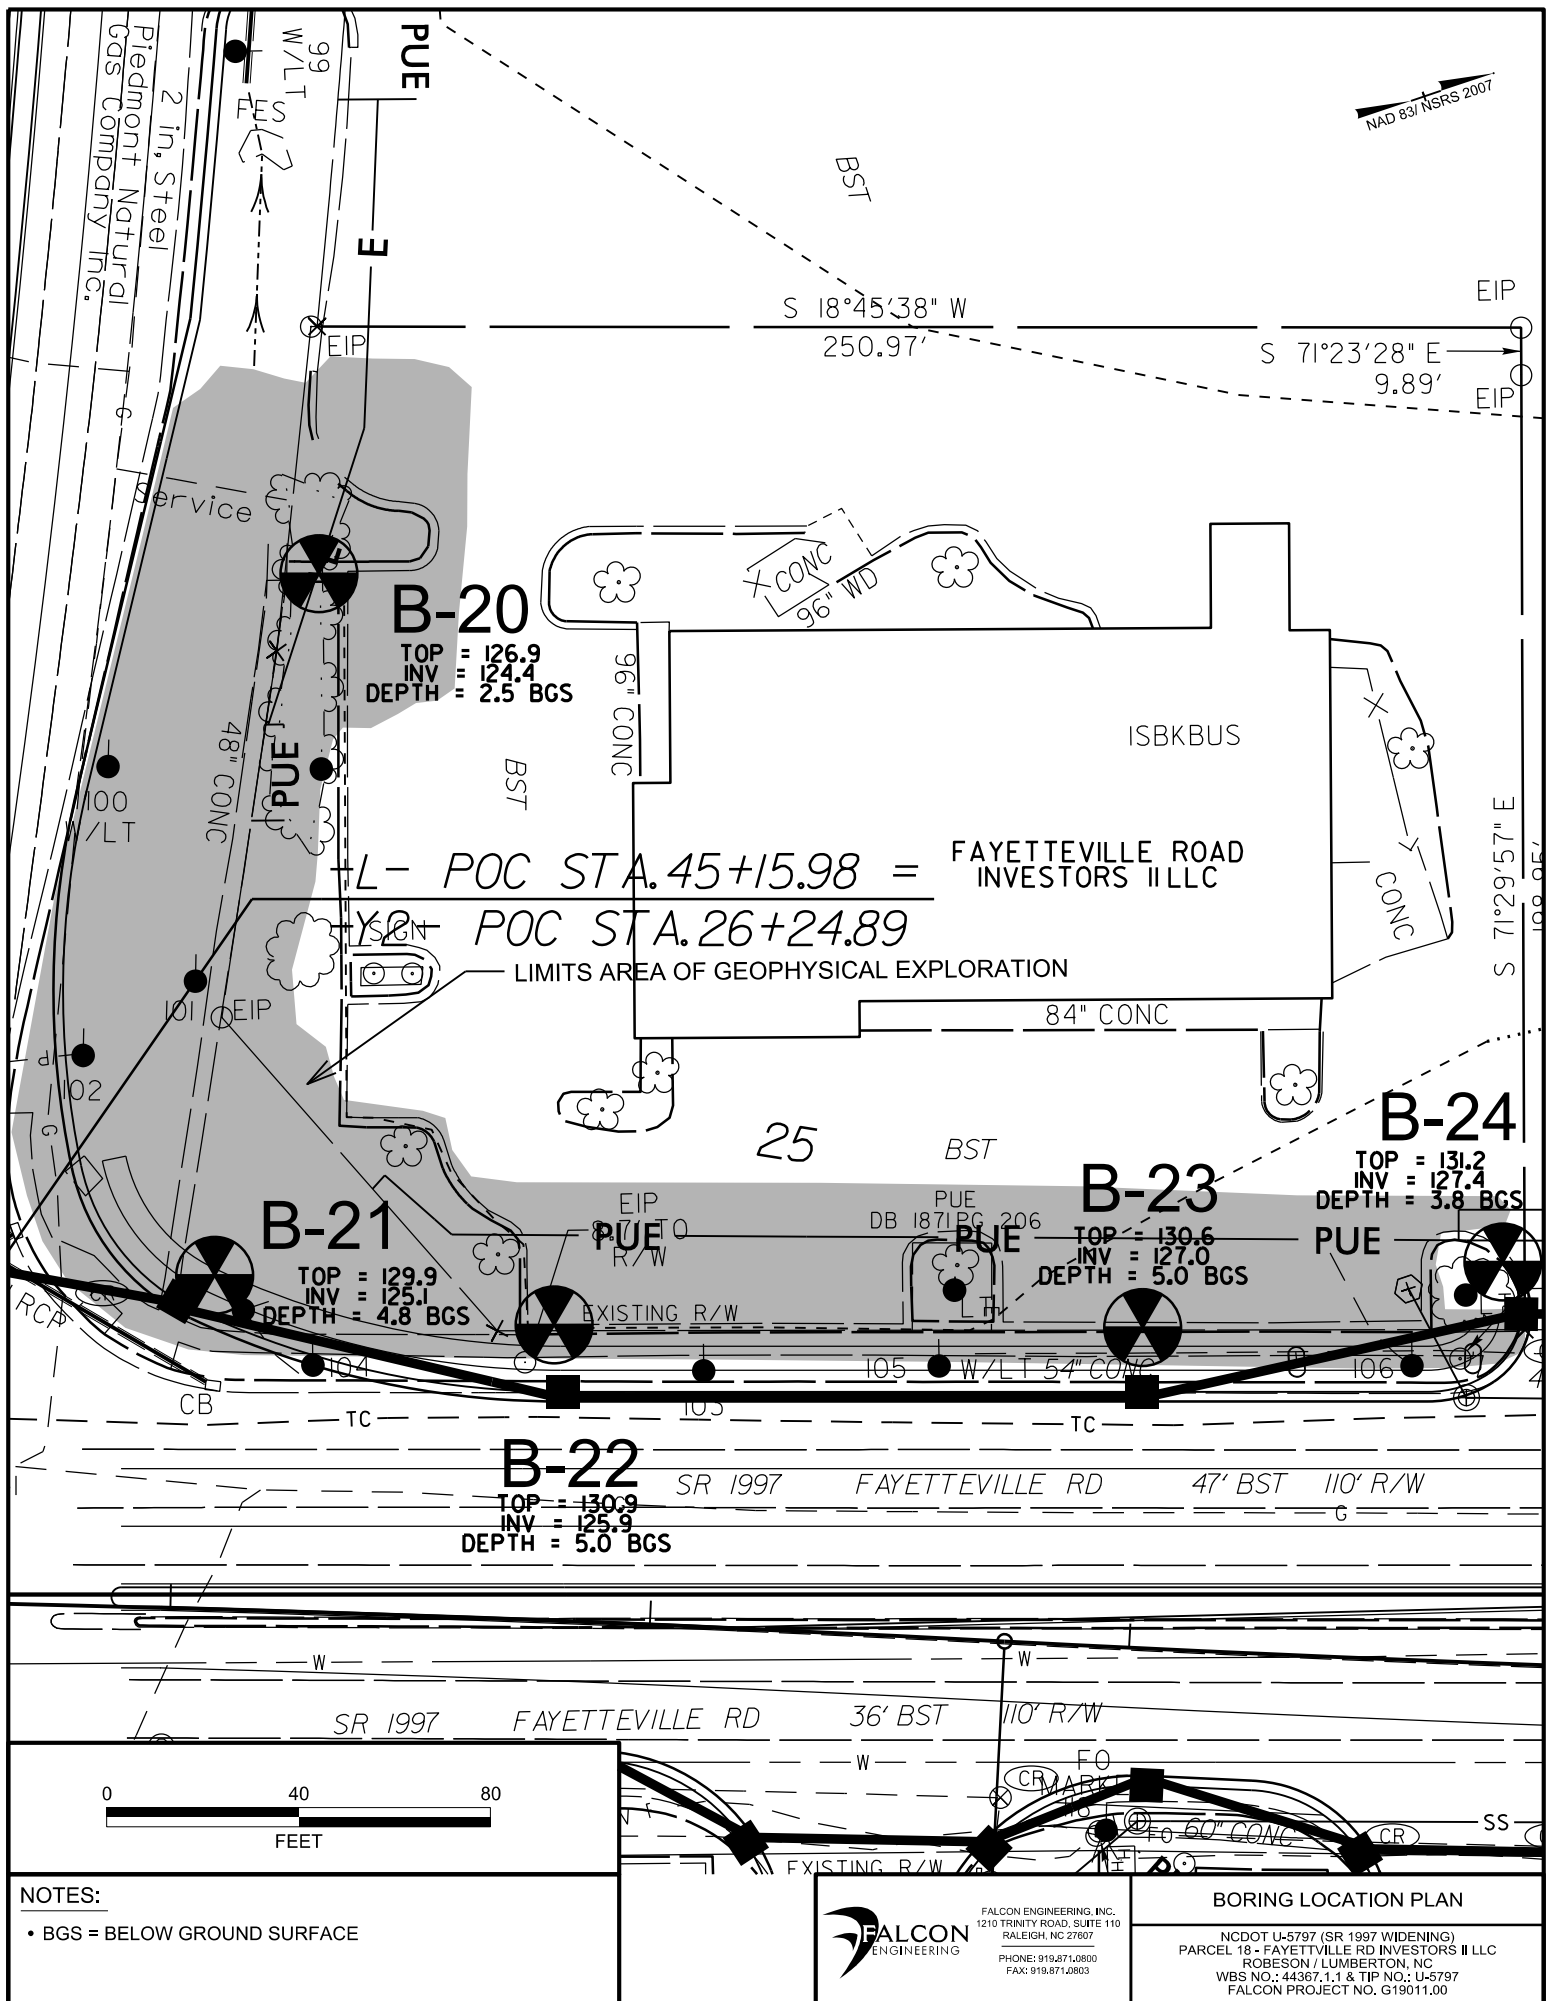 PUE
99
W/LT
FES
2 in, Steel
Piedmont Natural
Gas Company Inc.
NAD 83/ NSRS 2007
BST
E
S 18°45'38" W
250.97'
EIP
S 71°23'28" E
9.89'
EIP
EIP
G
Service
CONC
96" WD
B-20
TOP = 126.9
INV = 124.4
DEPTH = 2.5 BGS
96" CONC
48" CONC
PUE
BST
ISBKBUS
100
W/LT
-L- POC STA. 45+15.98 =
-Y2- POC STA. 26+24.89
SIGN
FAYETTEVILLE ROAD
INVESTORS II LLC
CONC
S 71°29'57" E
LIMITS AREA OF GEOPHYSICAL EXPLORATION
101
EIP
84" CONC
102
G
25
BST
B-24
TOP = 131.2
INV = 127.4
DEPTH = 3.8 BGS
B-23
TOP = 130.6
INV = 127.0
DEPTH = 5.0 BGS
PUE
DB 1871 PG 206
PUE
PUE
EIP
8.71' TO
R/W
PUE
B-21
TOP = 129.9
INV = 125.1
DEPTH = 4.8 BGS
EXISTING R/W
RCP
104
105
W/LT 54" CONC
106
CB
103
TC
TC
B-22
TOP = 130.9
INV = 125.9
DEPTH = 5.0 BGS
SR 1997 FAYETTEVILLE RD 47' BST 110' R/W
G
W
W
SR 1997 FAYETTEVILLE RD 36' BST 110' R/W
W
FO
CR
FO
60" CONC
CR
SS
EXISTING R/W
0 40 80
FEET
NOTES:
• BGS = BELOW GROUND SURFACE
FALCON
ENGINEERING
FALCON ENGINEERING, INC.
1210 TRINITY ROAD, SUITE 110
RALEIGH, NC 27607
PHONE: 919.871.0800
FAX: 919.871.0803
BORING LOCATION PLAN
NCDOT U-5797 (SR 1997 WIDENING)
PARCEL 18 - FAYETTVILLE RD INVESTORS II LLC
ROBESON / LUMBERTON, NC
WBS NO.: 44367.1.1 & TIP NO.: U-5797
FALCON PROJECT NO. G19011.00